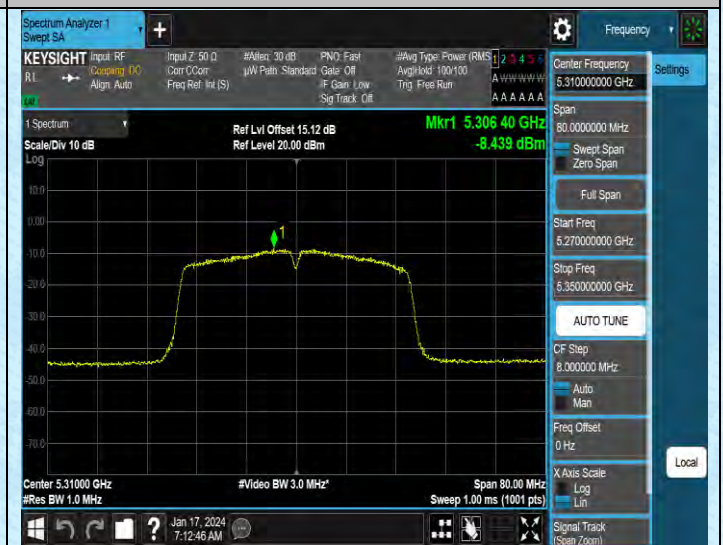 Spectrum Analyzer 1
Swept SA
+
Frequency
KEYSIGHT
Input: RF
Coupling: DC
Align: Auto
Input Z: 50 Ω
Corr CCorr
Freq Ref: Int (S)
#Atten: 30 dB
µW Path: Standard
PNO: Fast
Gate: Off
IF Gain: Low
Sig Track: Off
#Avg Type: Power (RMS
Avg|Hold: 100/100
Trig: Free Run
1 2 3 4 5 6
A W W W W W
A A A A A A
Center Frequency
5.310000000 GHz
Settings
1 Spectrum
Scale/Div 10 dB
Log
Ref Lvl Offset 15.12 dB
Ref Level 20.00 dBm
Mkr1 5.306 40 GHz
-8.439 dBm
Span
80.0000000 MHz
Swept Span
Zero Span
Full Span
Start Freq
5.270000000 GHz
Stop Freq
5.350000000 GHz
AUTO TUNE
CF Step
8.000000 MHz
Auto
Man
Freq Offset
0 Hz
X Axis Scale
Log
Lin
Signal Track
(Span Zoom)
Local
10.0
0.00
-10.0
-20.0
-30.0
-40.0
-50.0
-60.0
-70.0
1
Center 5.31000 GHz
#Res BW 1.0 MHz
#Video BW 3.0 MHz*
Span 80.00 MHz
Sweep 1.00 ms (1001 pts)
?
Jan 17, 2024
7:12:46 AM